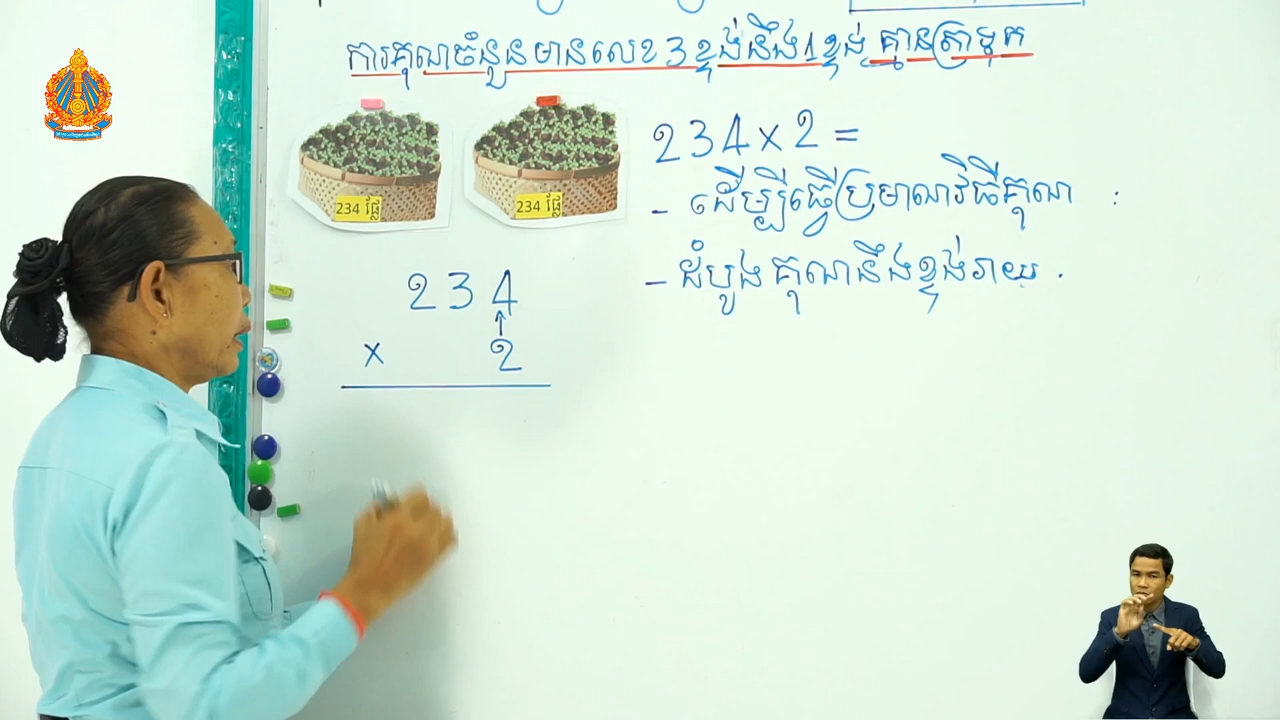 ការគុណចំនួនមានលេខ 3 ខ្ទង់នឹង 1 ខ្ទង់ គ្មានត្រាទុក
234 ផ្លែ
234 ផ្លែ
234 x 2 =
- ដើម្បីធ្វើប្រមាណវិធីគុណ :
- ដំបូង គុណនឹងខ្ទង់រាយ .
234
x 2